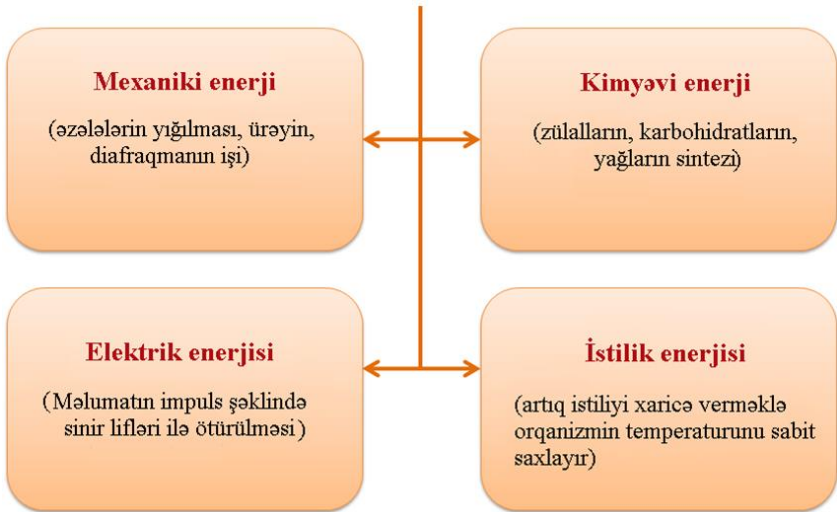 Mexaniki enerji
(əzələlərin yığılması, ürəyin,
diafraqmanın işi)
Kimyəvi enerji
(zülalların, karbohidratların,
yağların sintezi)
Elektrik enerjisi
(Məlumatın impuls şəklində
sinir lifləri ilə ötürülməsi)
İstilik enerjisi
(artıq istiliyi xaricə verməklə
orqanizmin temperaturunu sabit
saxlayır)